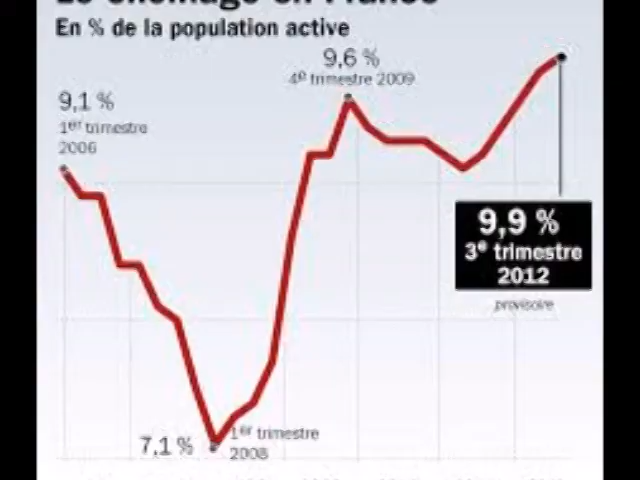 Le chômage en France
En % de la population active
9,6 %
4e trimestre 2009
9,1 %
1er trimestre
2006
9,9 %
3e trimestre
2012
provisoire
7,1 %
1er trimestre
2008